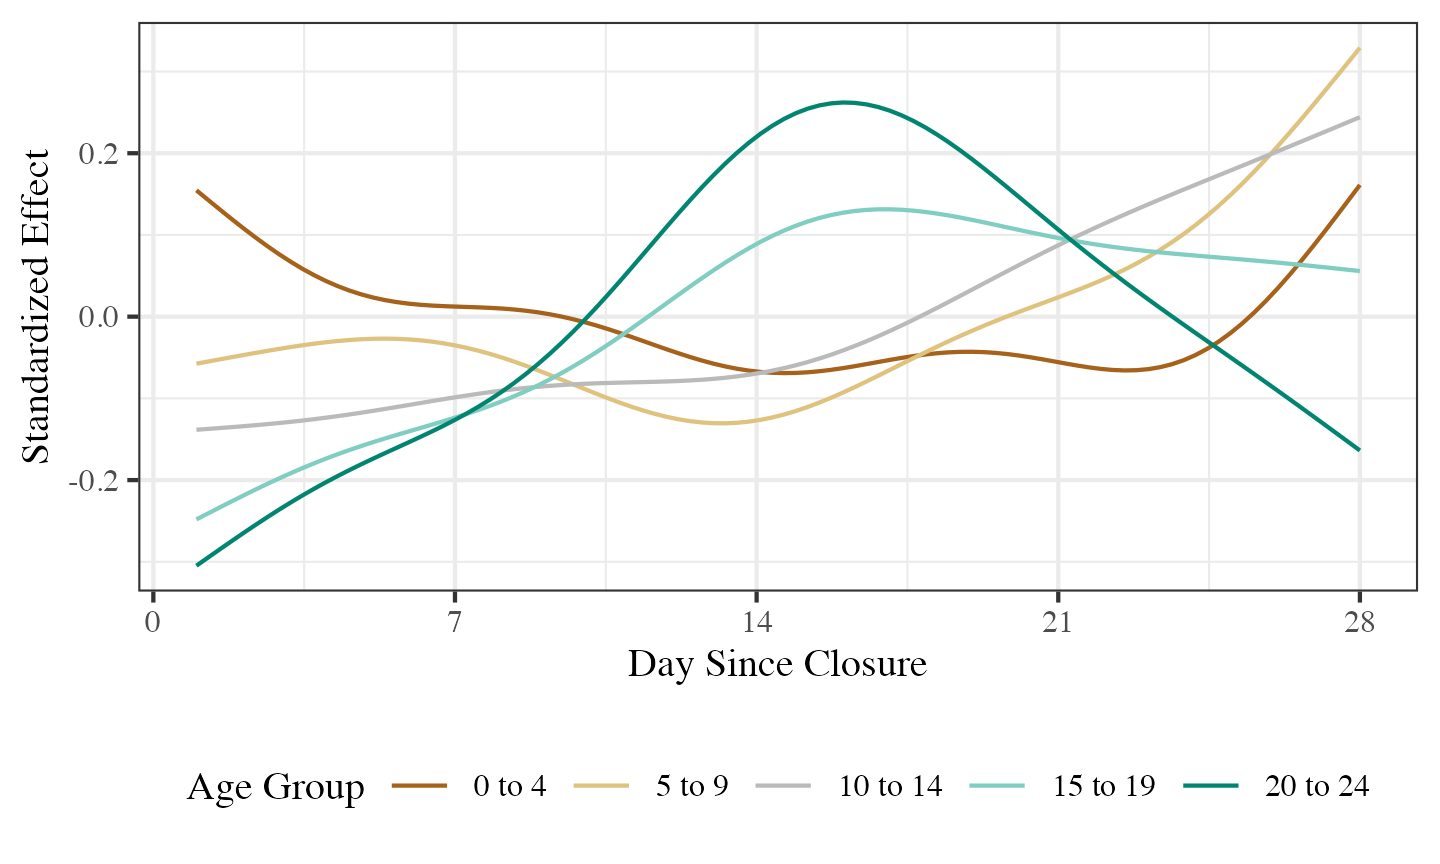 Standardized Effect
0.2
0.0
-0.2
0 7 14 21 28
Day Since Closure
Age Group 0 to 4 5 to 9 10 to 14 15 to 19 20 to 24